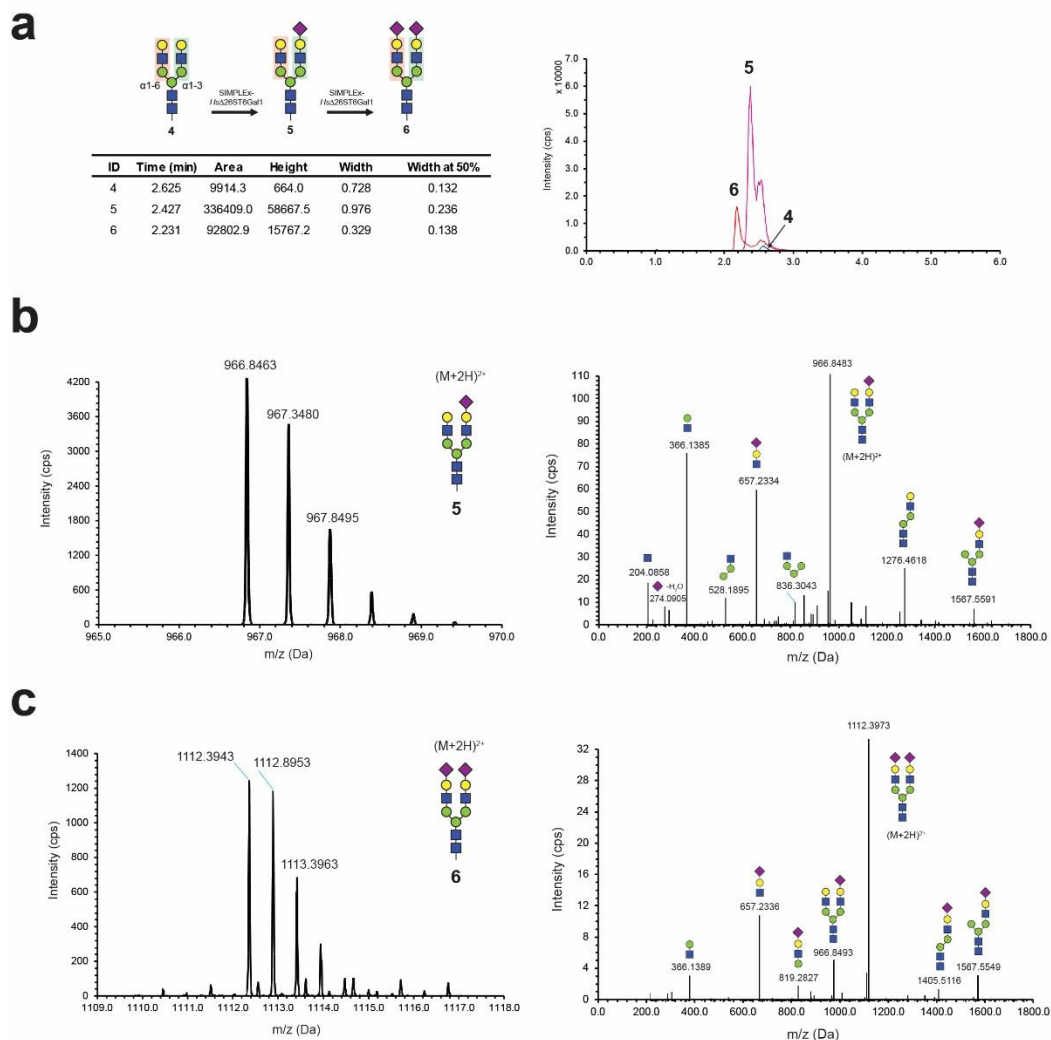 a
α1-6
α1-3
SIMPLEx-
HsΔ26ST6Gal1
SIMPLEx-
HsΔ26ST6Gal1
4
5
6
ID Time (min) Area Height Width Width at 50%
4 2.625 9914.3 664.0 0.728 0.132
5 2.427 336409.0 58667.5 0.976 0.236
6 2.231 92802.9 15767.2 0.329 0.138
x 10000
Intensity (cps)
7.0
6.0
5.0
4.0
3.0
2.0
1.0
0.0
5
6
4
0.0 1.0 2.0 3.0 4.0 5.0 6.0
b
Intensity (cps)
4200
3600
3000
2400
1800
1200
600
0
966.8463
967.3480
967.8495
(M+2H)2+
5
965.0 966.0 967.0 968.0 969.0 970.0
m/z (Da)
Intensity (cps)
110
100
90
80
70
60
50
40
30
20
10
0
966.8483
(M+2H)2+
366.1385
657.2334
204.0858
-H2O
274.0905
528.1895
836.3043
1276.4618
1567.5591
0.0 200.0 400.0 600.0 800.0 1000.0 1200.0 1400.0 1600.0 1800.0
m/z (Da)
c
Intensity (cps)
1400
1200
1000
800
600
400
200
0
1112.3943
1112.8953
1113.3963
(M+2H)2+
6
1109.0 1110.0 1111.0 1112.0 1113.0 1114.0 1115.0 1116.0 1117.0 1118.0
m/z (Da)
Intensity (cps)
32
28
24
20
16
12
8
4
0
1112.3973
(M+2H)2+
657.2336
366.1389
819.2827
966.8493
1405.5116
1567.5549
0.0 200.0 400.0 600.0 800.0 1000.0 1200.0 1400.0 1600.0 1800.0
m/z (Da)